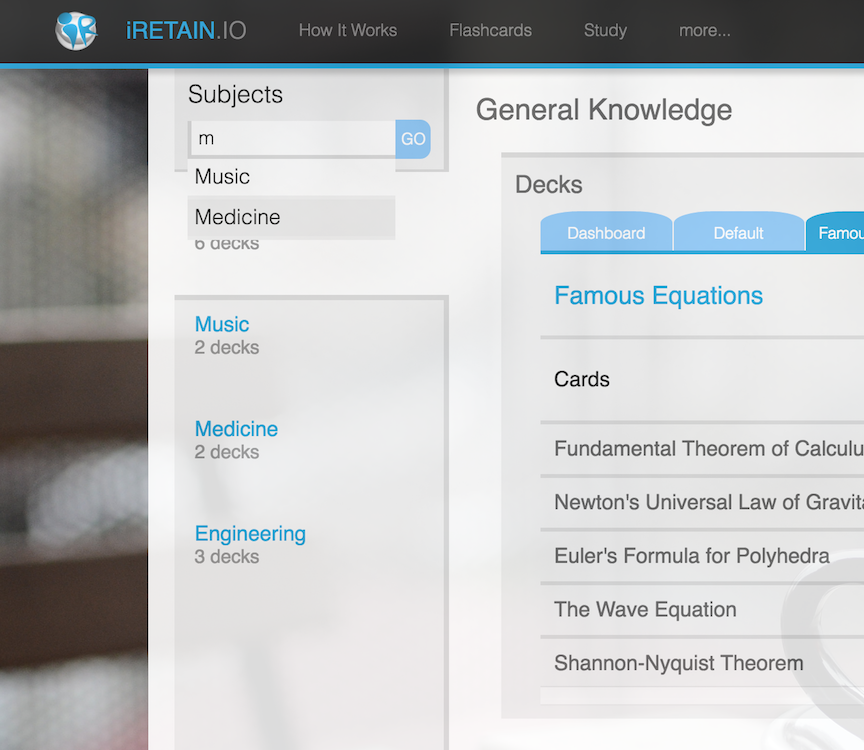 iRETAIN.IO
How It Works
Flashcards
Study
more...
Subjects
m
GO
Music
Medicine
6 decks
Music
2 decks
Medicine
2 decks
Engineering
3 decks
General Knowledge
Decks
Dashboard
Default
Famou
Famous Equations
Cards
Fundamental Theorem of Calculu
Newton's Universal Law of Gravita
Euler's Formula for Polyhedra
The Wave Equation
Shannon-Nyquist Theorem